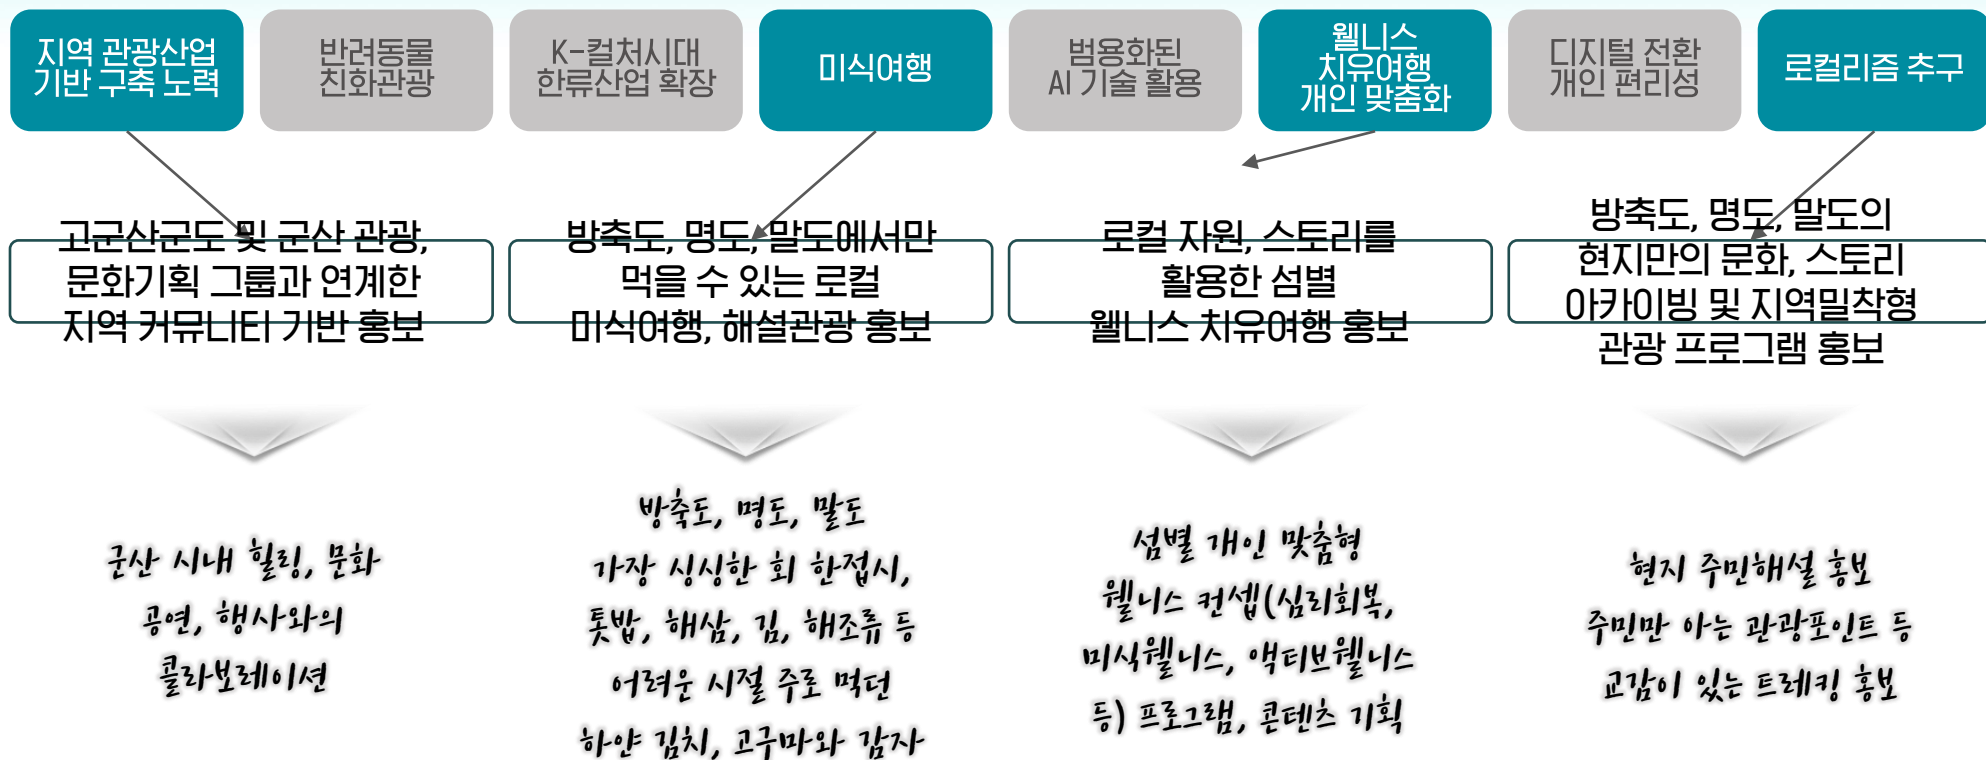 지역 관광산업
기반 구축 노력
반려동물
친화관광
K-컬처시대
한류산업 확장
미식여행
범용화된
AI 기술 활용
웰니스
치유여행
개인 맞춤화
디지털 전환
개인 편리성
로컬리즘 추구
고군산군도 및 군산 관광,
문화기획 그룹과 연계한
지역 커뮤니티 기반 홍보
방축도, 명도, 말도에서만
먹을 수 있는 로컬
미식여행, 해설관광 홍보
로컬 자원, 스토리를
활용한 섬별
웰니스 치유여행 홍보
방축도, 명도, 말도의
현지만의 문화, 스토리
아카이빙 및 지역밀착형
관광 프로그램 홍보
군산 시내 힐링, 문화
공연, 행사와의
콜라보레이션
방축도, 명도, 말도
가장 싱싱한 회 한접시,
톳밥, 해삼, 김, 해조류 등
어려운 시절 주로 먹던
하얀 김치, 고구마와 감자
섬별 개인 맞춤형
웰니스 컨셉(심리회복,
미식웰니스, 액티브웰니스
등) 프로그램, 콘텐츠 기획
현지 주민해설 홍보
주민만 아는 관광포인트 등
교감이 있는 트레킹 홍보